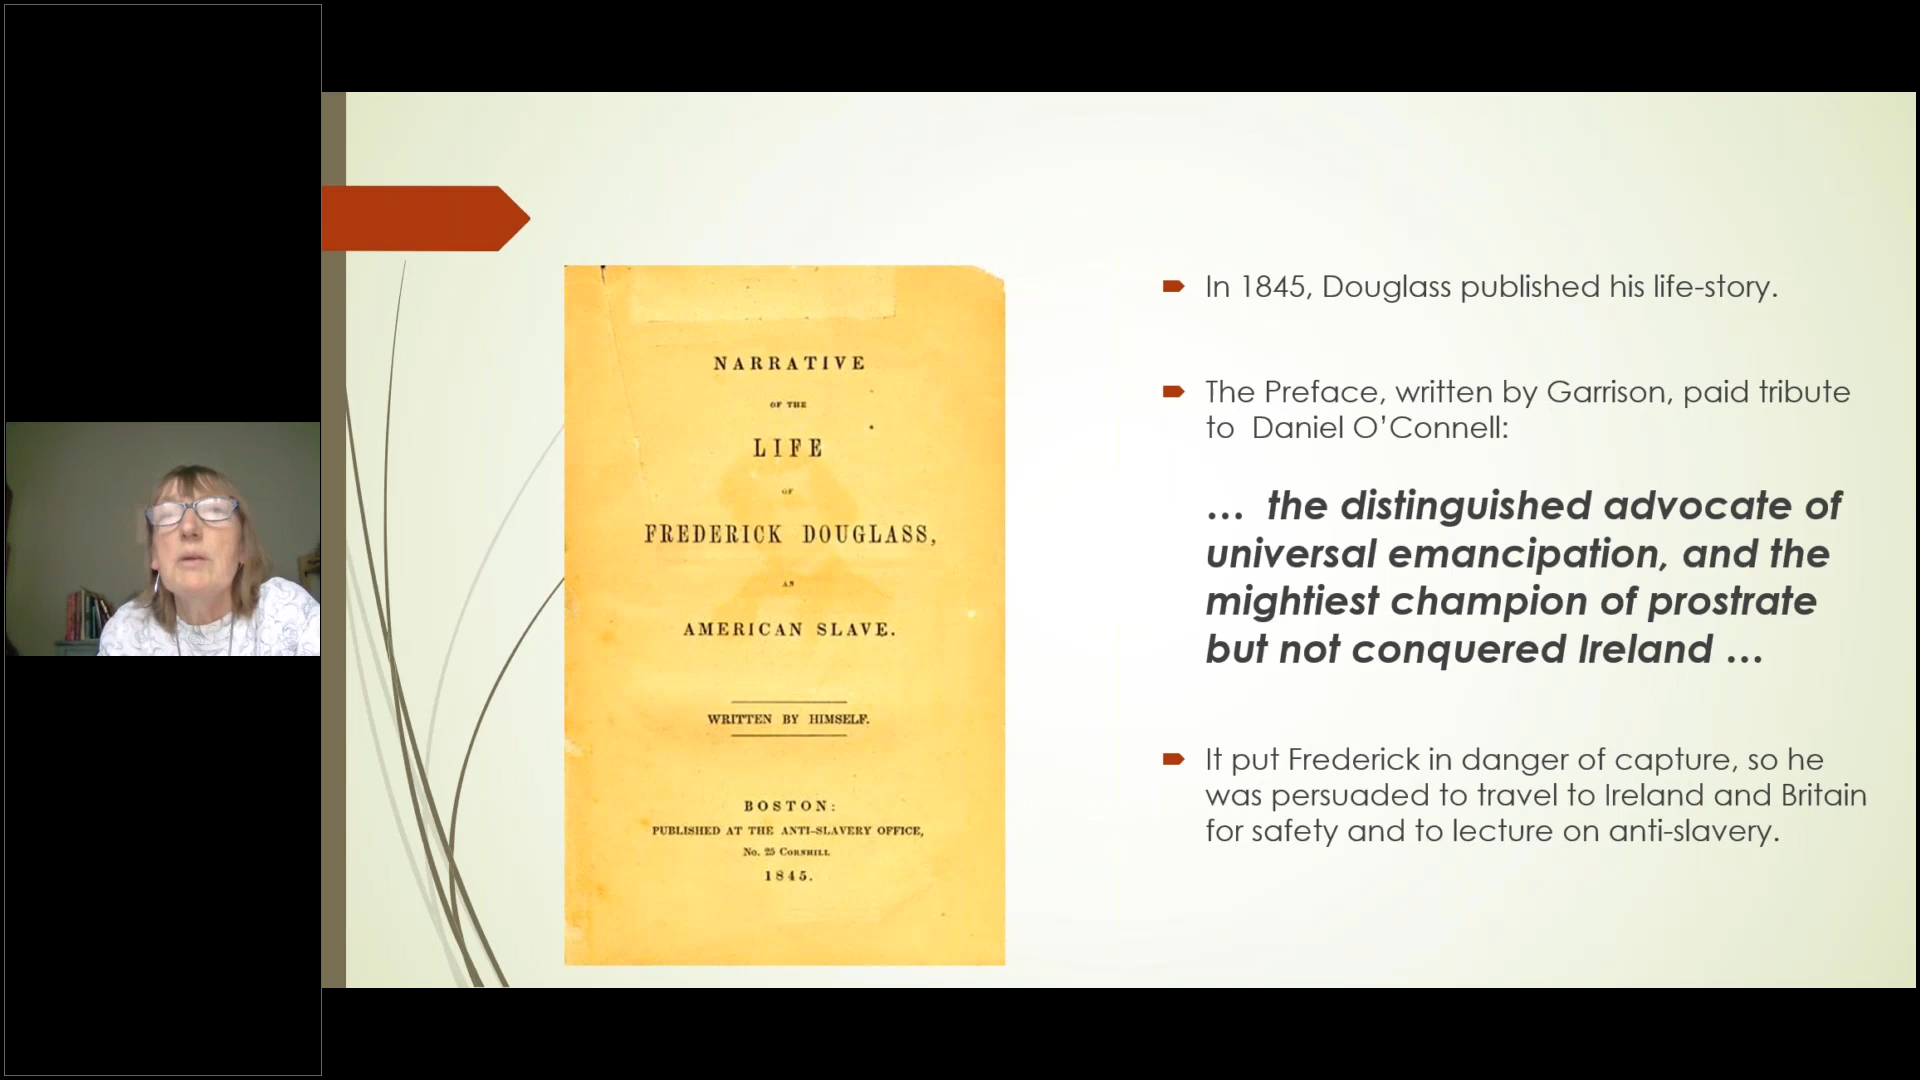 NARRATIVE
OF THE
LIFE
OF
FREDERICK DOUGLASS,
AN
AMERICAN SLAVE.
WRITTEN BY HIMSELF.
BOSTON:
PUBLISHED AT THE ANTI-SLAVERY OFFICE,
No. 25 CORNHILL
1845.
In 1845, Douglass published his life-story.
The Preface, written by Garrison, paid tribute
to Daniel O’Connell:
… the distinguished advocate of
universal emancipation, and the
mightiest champion of prostrate
but not conquered Ireland …
It put Frederick in danger of capture, so he
was persuaded to travel to Ireland and Britain
for safety and to lecture on anti-slavery.